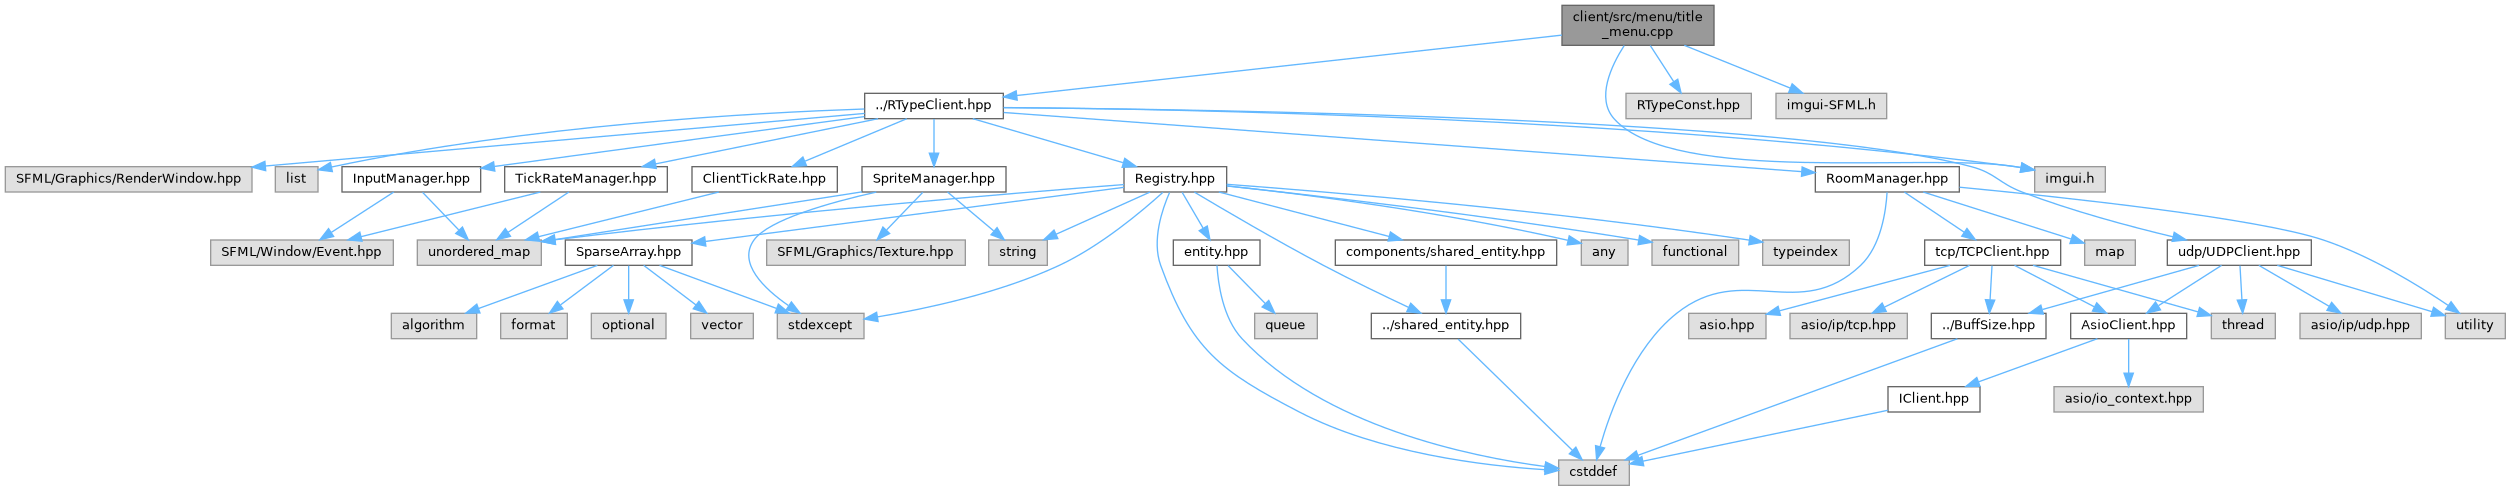 client/src/menu/title
_menu.cpp
../RTypeClient.hpp
RTypeConst.hpp
imgui-SFML.h
SFML/Graphics/RenderWindow.hpp
list
InputManager.hpp
TickRateManager.hpp
ClientTickRate.hpp
SpriteManager.hpp
Registry.hpp
RoomManager.hpp
imgui.h
SFML/Window/Event.hpp
unordered_map
SparseArray.hpp
SFML/Graphics/Texture.hpp
string
entity.hpp
components/shared_entity.hpp
any
functional
typeindex
tcp/TCPClient.hpp
map
udp/UDPClient.hpp
algorithm
format
optional
vector
stdexcept
queue
../shared_entity.hpp
asio.hpp
asio/ip/tcp.hpp
../BuffSize.hpp
AsioClient.hpp
thread
asio/ip/udp.hpp
utility
IClient.hpp
asio/io_context.hpp
cstddef